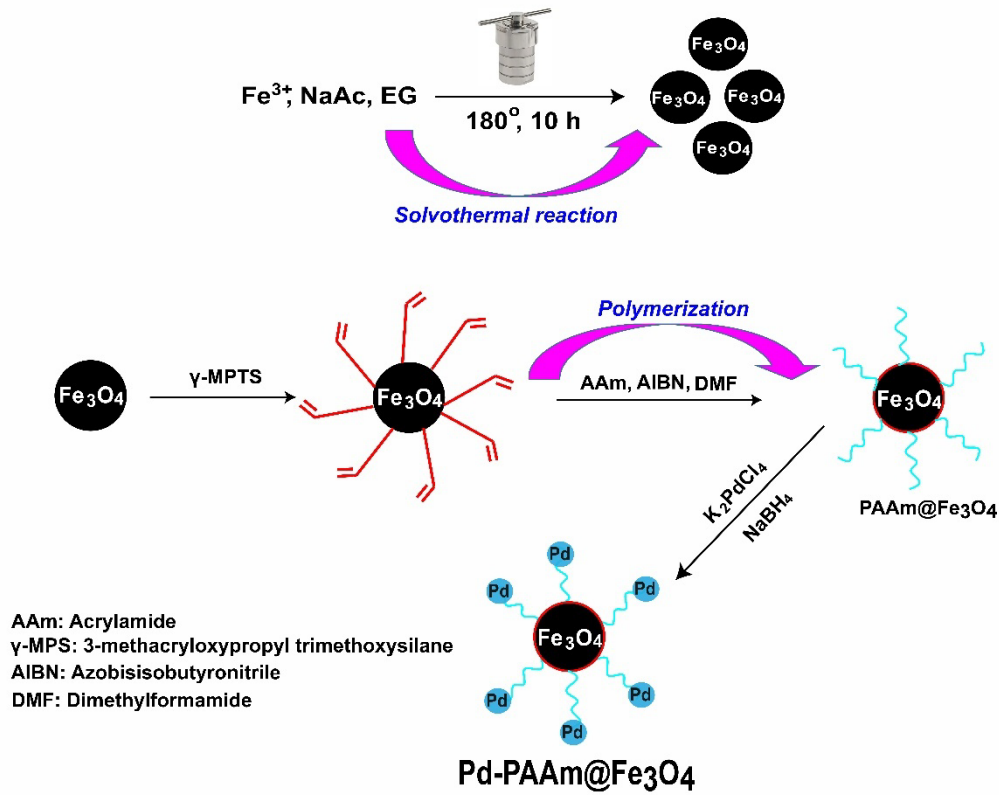 Fe³⁺, NaAc, EG
180°, 10 h
Fe₃O₄
Fe₃O₄
Fe₃O₄
Fe₃O₄
Solvothermal reaction
Polymerization
Fe₃O₄
γ-MPTS
Fe₃O₄
AAm, AIBN, DMF
Fe₃O₄
PAAm@Fe₃O₄
K₂PdCl₄
NaBH₄
Pd
Pd
Pd
Fe₃O₄
Pd
Pd
Pd
AAm: Acrylamide
γ-MPS: 3-methacryloxypropyl trimethoxysilane
AIBN: Azobisisobutyronitrile
DMF: Dimethylformamide
Pd-PAAm@Fe₃O₄